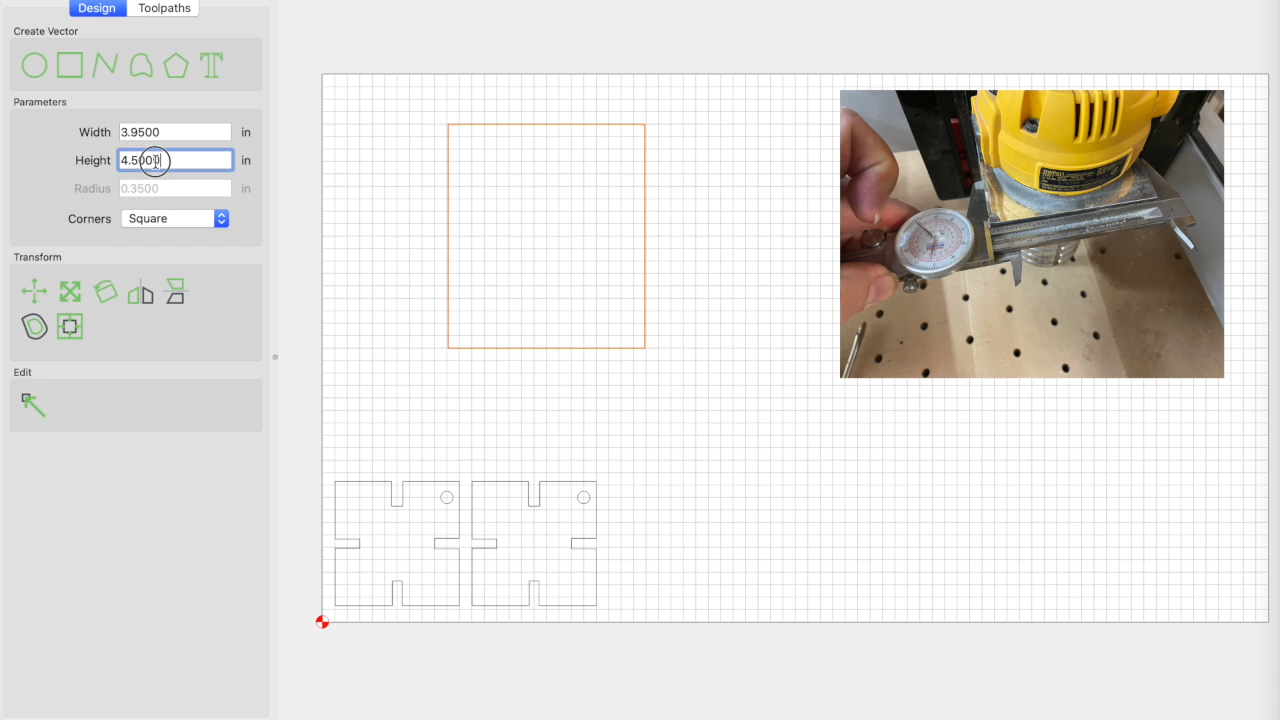 Design Toolpaths
Create Vector
Parameters
Width 3.9500 in
Height 4.5000 in
Radius 0.3500 in
Corners Square
Transform
Edit